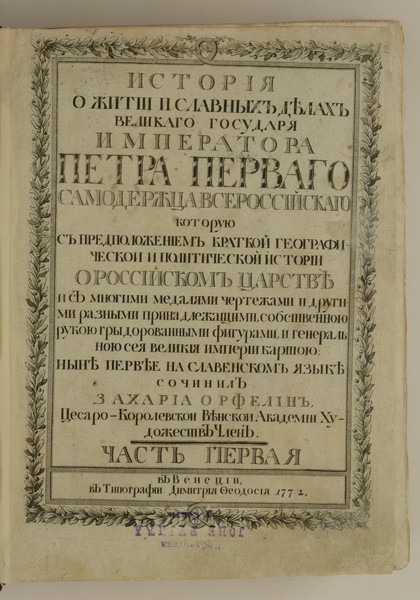 ИСТОРІЯ
О ЖИТІИ И СЛАВНЫХЪ ДѢЛАХЪ
ВЕЛИКАГО ГОСУДАРЯ
ИМПЕРАТОРА
ПЕТРА ПЕРВАГО
САМОДЕРЖЦА ВСЕРОССІЙСКАГО
которую
СЪ ПРЕДПОЛОЖЕНІЕМЪ КРАТКОЙ ГЕОГРАФИ-
ЧЕСКОЙ И ПОЛИТИЧЕСКОЙ ИСТОРІИ
О РОССІЙСКОМЪ ЦАРСТВѢ
и съ многими медалями чертежами и други-
ми разными принадлежащими, собственною
рукою грыдорованными фигурами, и генераль
ною сея великія империи картою:
НЫНѢ ПЕРВѢЕ НА СЛАВЕНСКОМЪ ЯЗЫКѢ
СОЧИНИЛЪ
ЗАХАРІА ОРФЕЛИНЪ,
Цесаро-Королевской Вѣнской Академіи Ху-
дожествъ Членъ.
ЧАСТЬ ПЕРВАЯ
въ Венеціи,
въ Типографіи Димитрія Ѳеодосія 1772.